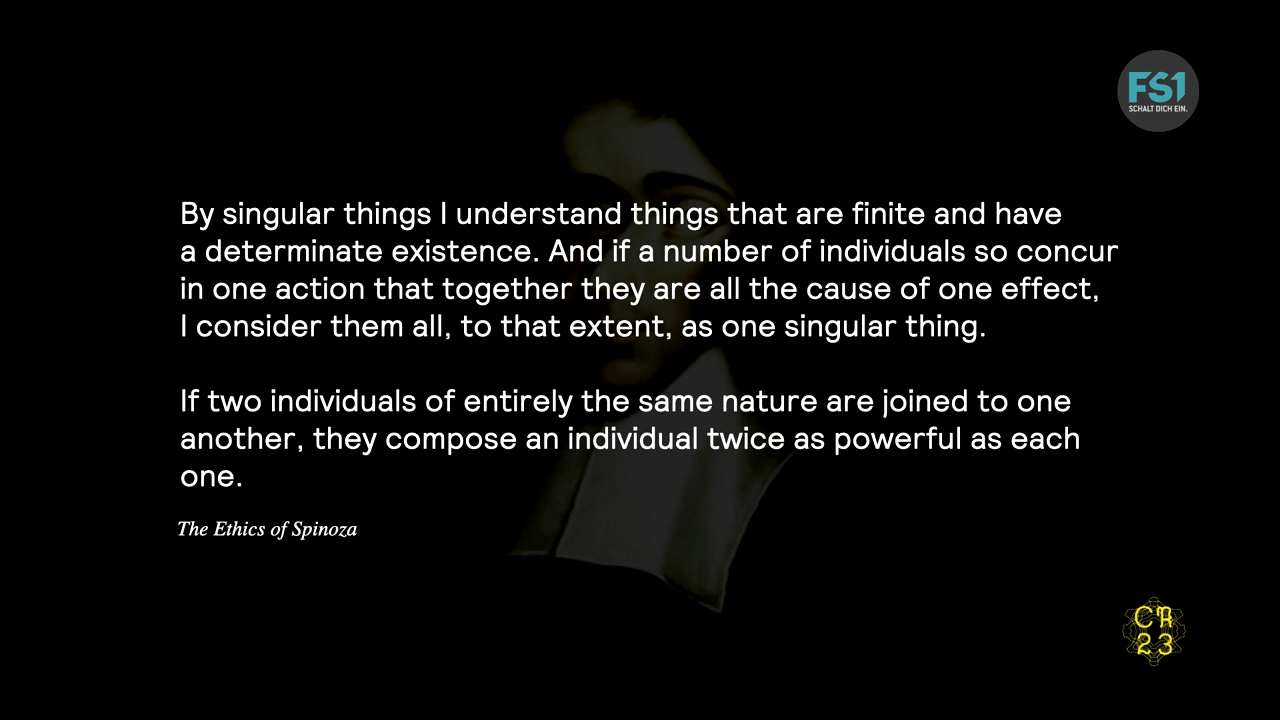 FS1
SCHALT DICH EIN.
By singular things I understand things that are finite and have
a determinate existence. And if a number of individuals so concur
in one action that together they are all the cause of one effect,
I consider them all, to that extent, as one singular thing.
If two individuals of entirely the same nature are joined to one
another, they compose an individual twice as powerful as each
one.
The Ethics of Spinoza
CR
23